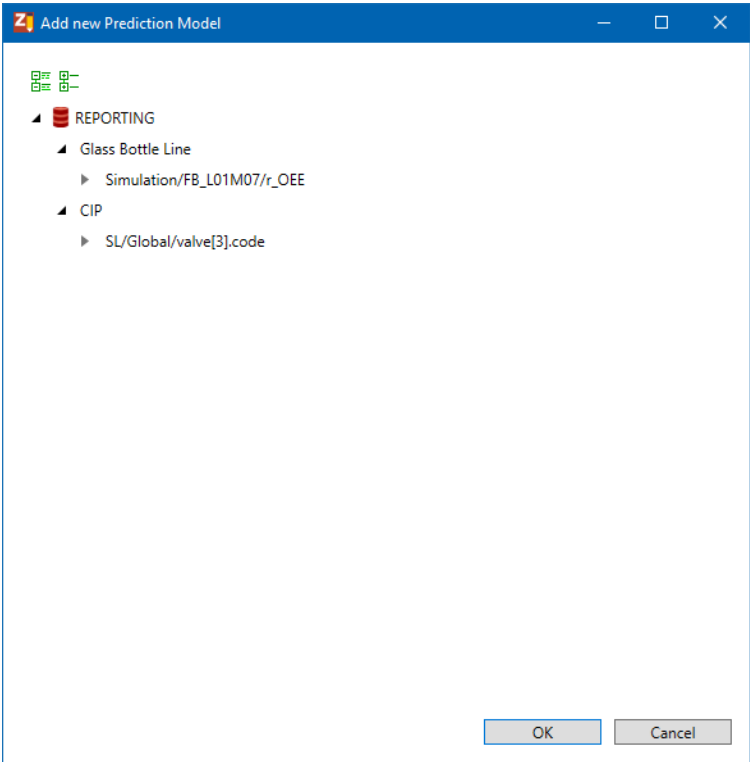 Z Add new Prediction Model
REPORTING
Glass Bottle Line
Simulation/FB_L01M07/r_OEE
CIP
SL/Global/valve[3].code
OK Cancel